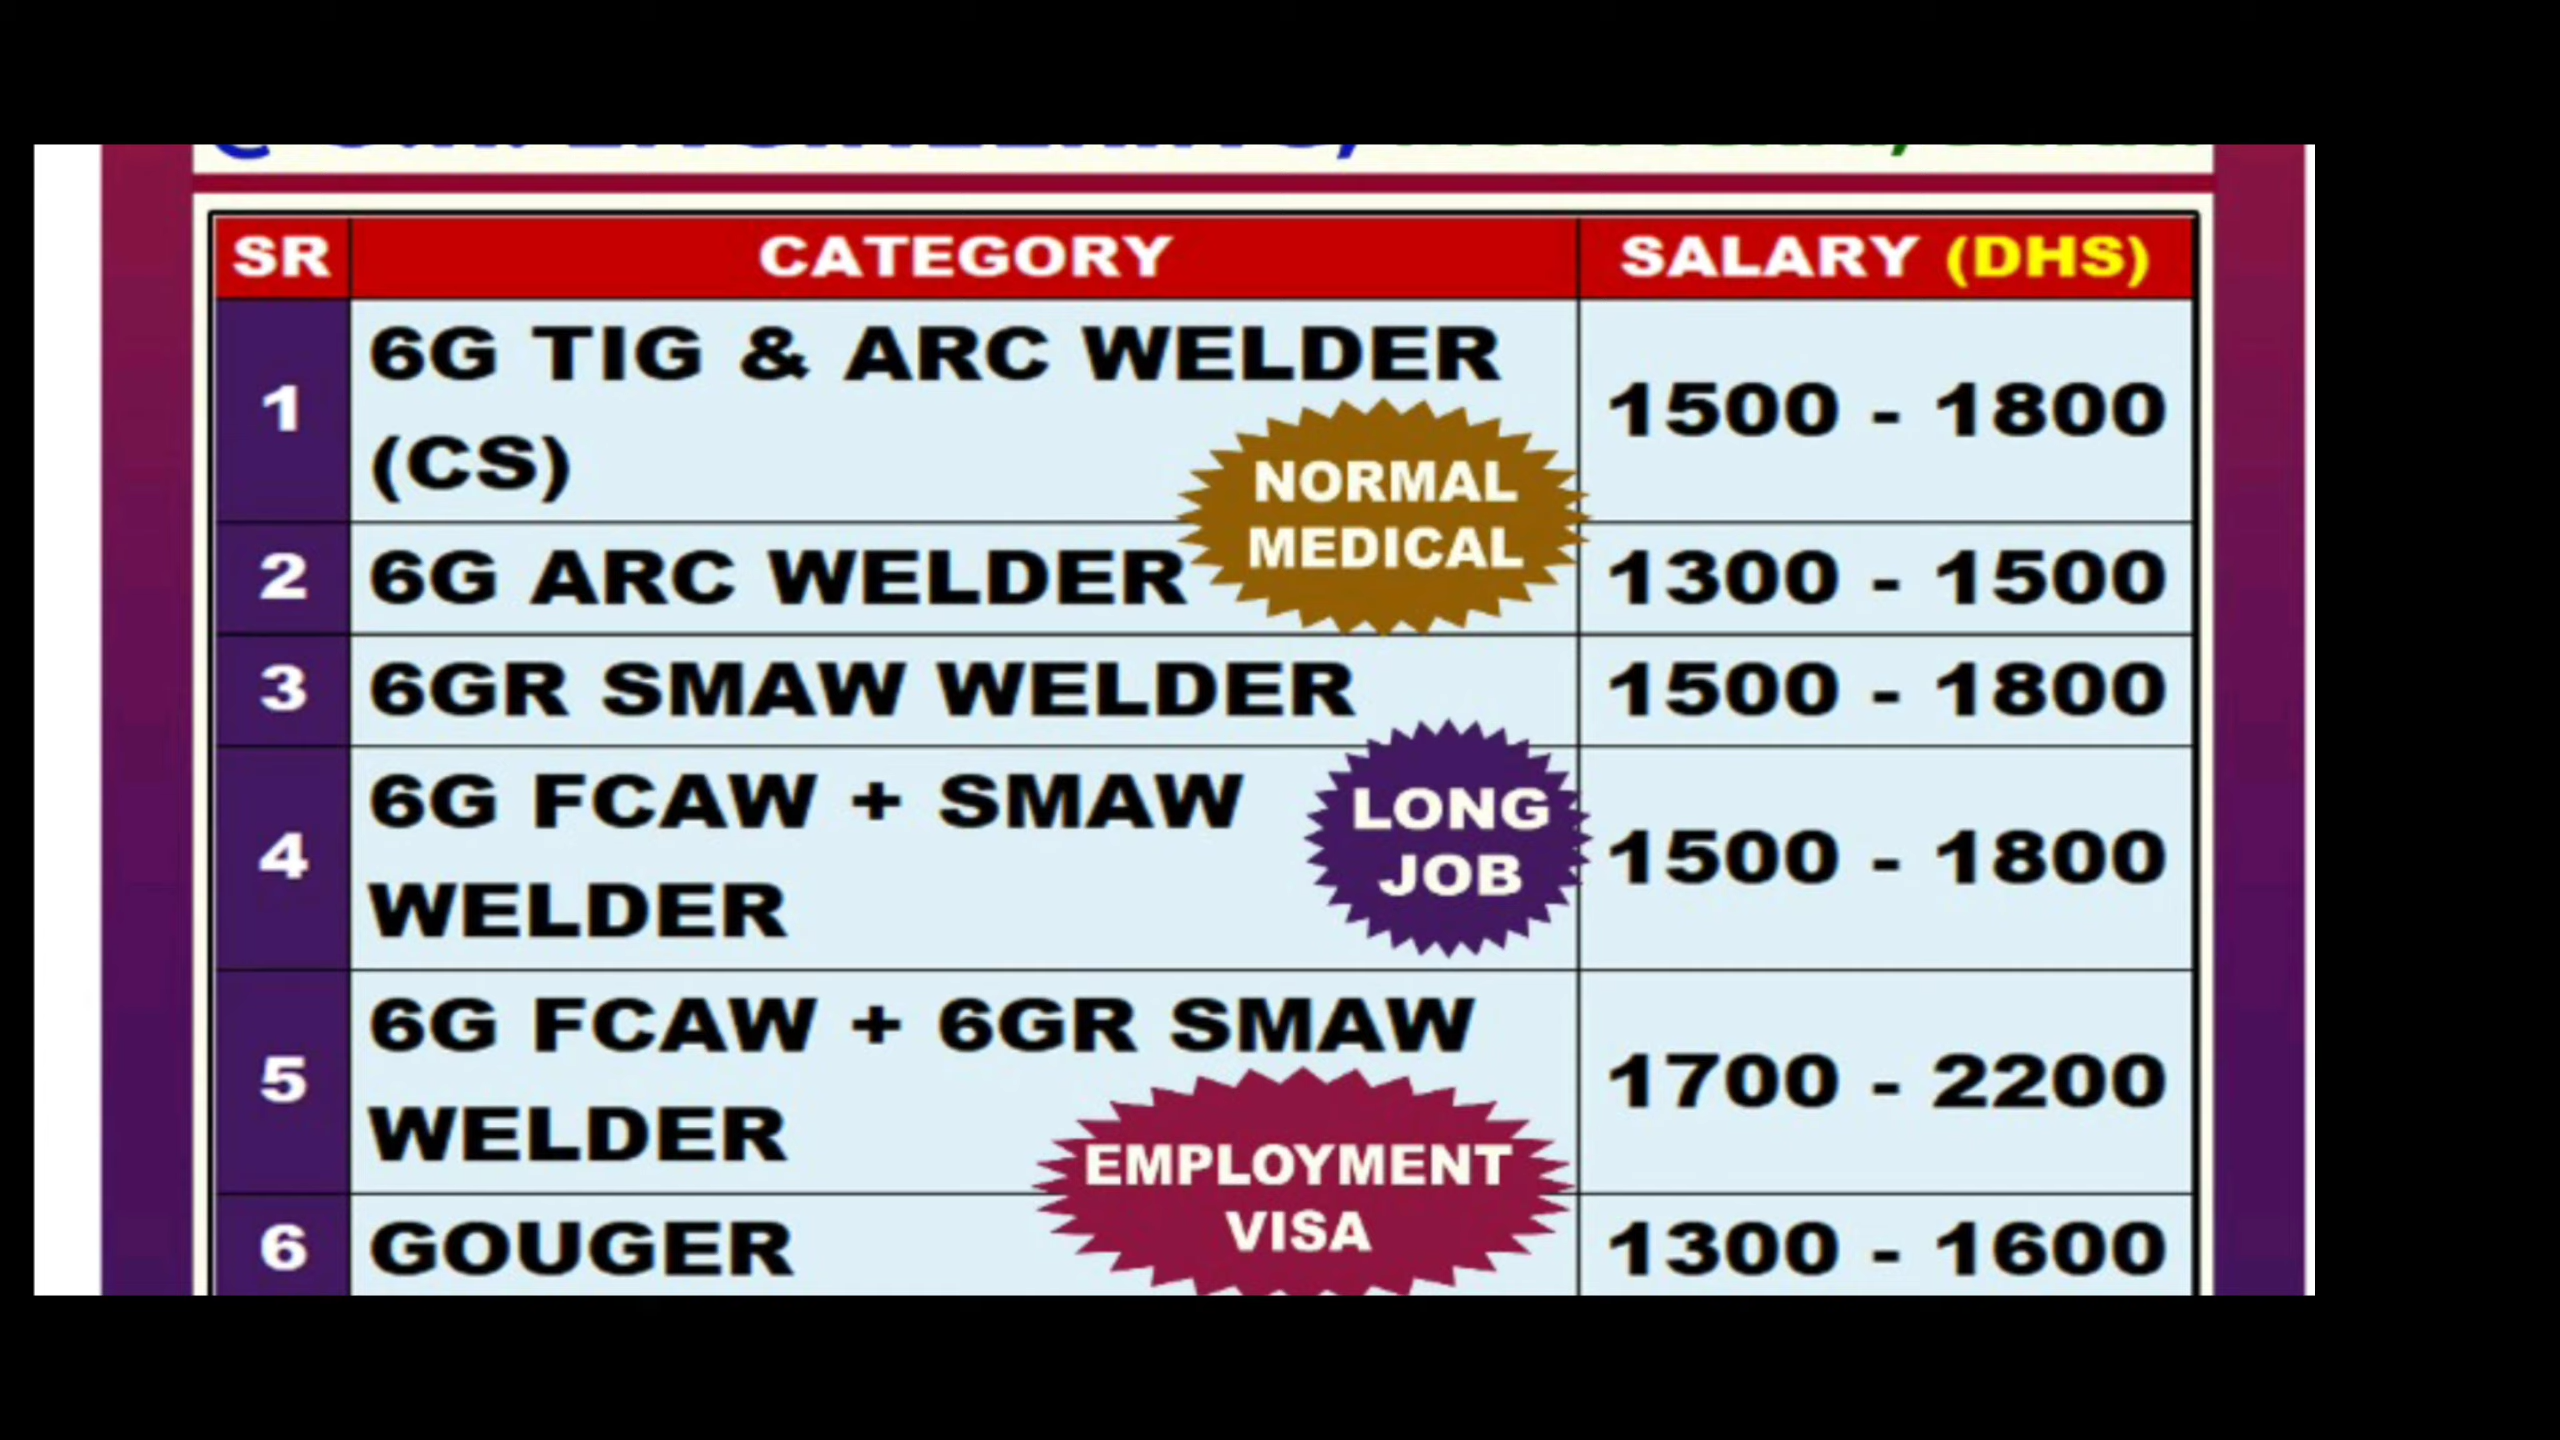 SR CATEGORY SALARY (DHS)
1 6G TIG & ARC WELDER (CS) 1500 - 1800
NORMAL
MEDICAL
2 6G ARC WELDER 1300 - 1500
3 6GR SMAW WELDER 1500 - 1800
4 6G FCAW + SMAW
WELDER 1500 - 1800
LONG
JOB
5 6G FCAW + 6GR SMAW
WELDER 1700 - 2200
EMPLOYMENT
VISA
6 GOUGER 1300 - 1600